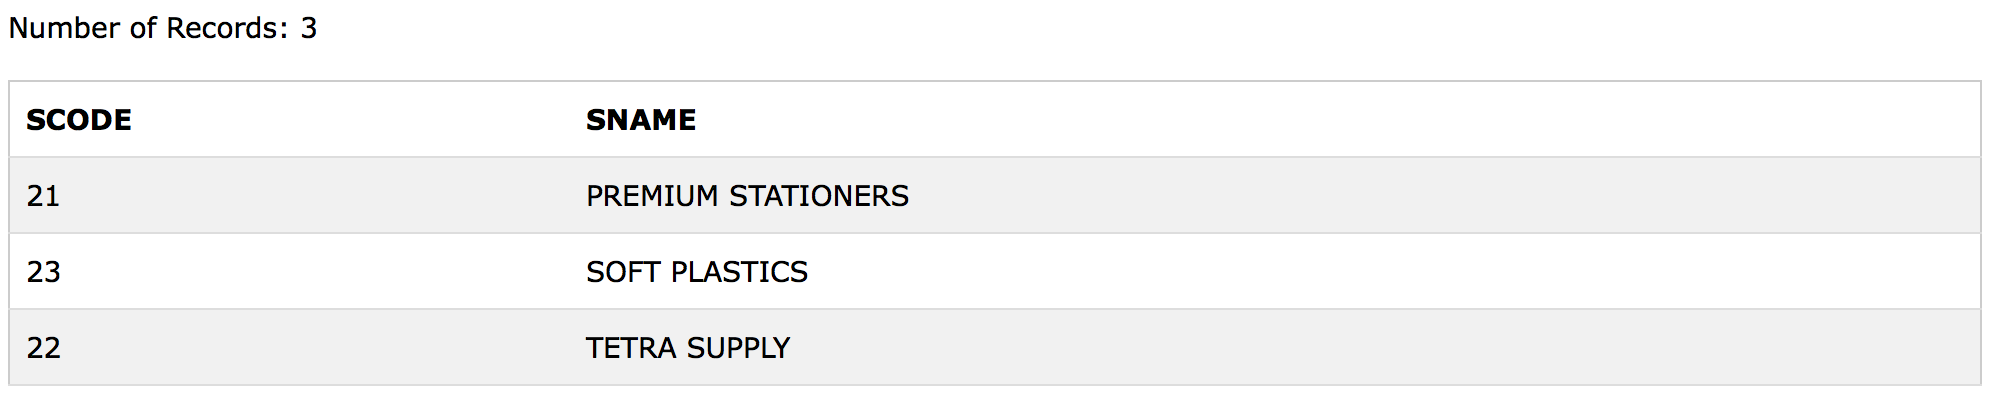 Number of Records: 3
SCODE SNAME
21 PREMIUM STATIONERS
23 SOFT PLASTICS
22 TETRA SUPPLY